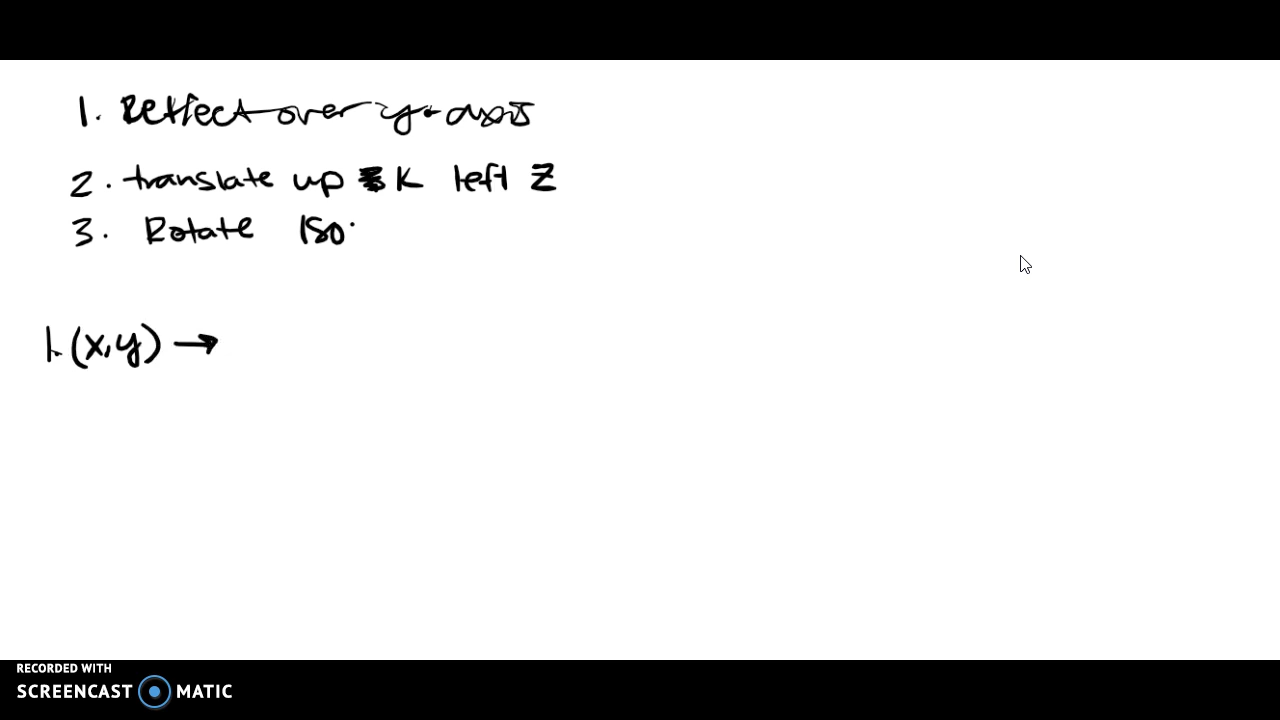 1. Reflect over y-axis
2. translate up K left Z
3. Rotate 180°
1. (x,y) →
RECORDED WITH
SCREENCAST MATIC